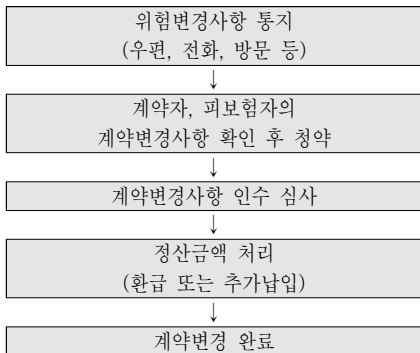 위험변경사항 통지
(우편, 전화, 방문 등)
↓
계약자, 피보험자의
계약변경사항 확인 후 청약
↓
계약변경사항 인수 심사
↓
정산금액 처리
(환급 또는 추가납입)
↓
계약변경 완료